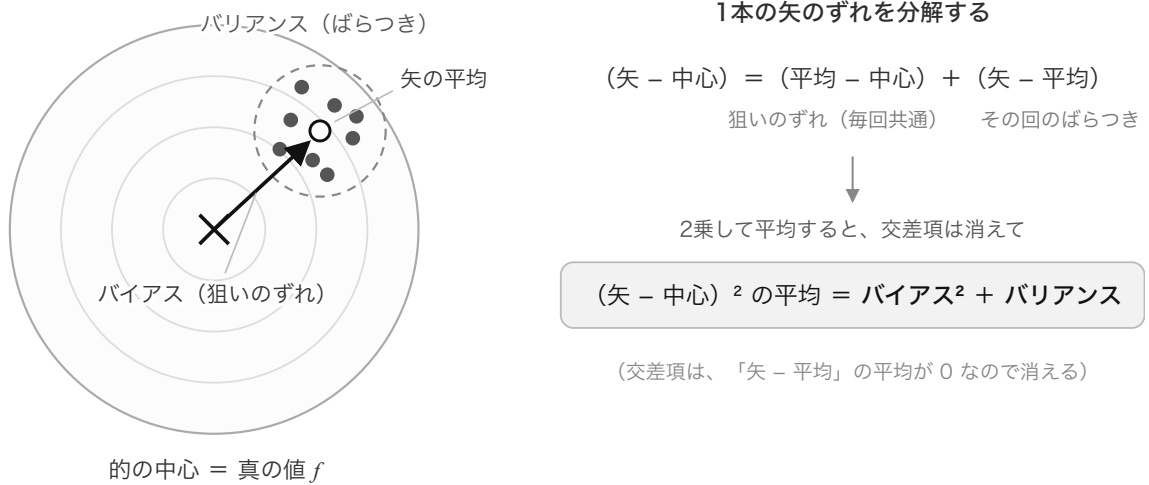 バリアンス（ばらつき）
矢の平均
バイアス（狙いのずれ）
的の中心 ＝ 真の値 f
1本の矢のずれを分解する
（矢 − 中心）＝（平均 − 中心）＋（矢 − 平均）
狙いのずれ（毎回共通） その回のばらつき
2乗して平均すると、交差項は消えて
（矢 − 中心）² の平均 ＝ バイアス² ＋ バリアンス
（交差項は、「矢 − 平均」の平均が 0 なので消える）